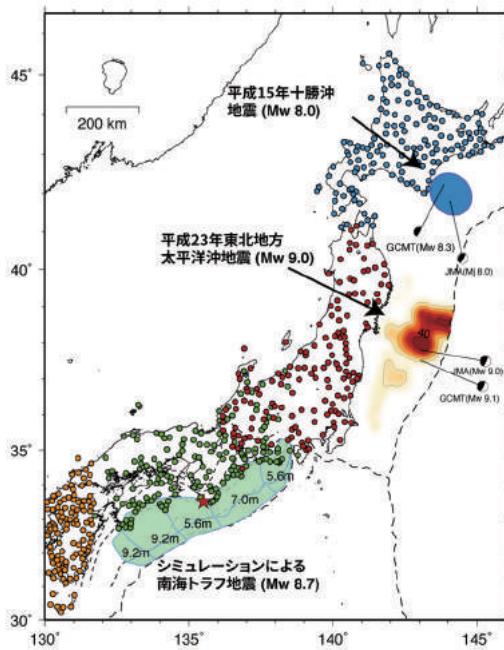 45˚
40˚
35˚
30˚
130˚
135˚
140˚
145˚
200 km
平成15年十勝沖
地震 (Mw 8.0)
GCMT(Mw 8.3)
JMA(Mj 8.0)
平成23年東北地方
太平洋沖地震 (Mw 9.0)
40
JMA(Mw 9.0)
GCMT(Mw 9.1)
5.6m
7.0m
5.6m
9.2m
9.2m
シミュレーションによる
南海トラフ地震 (Mw 8.7)